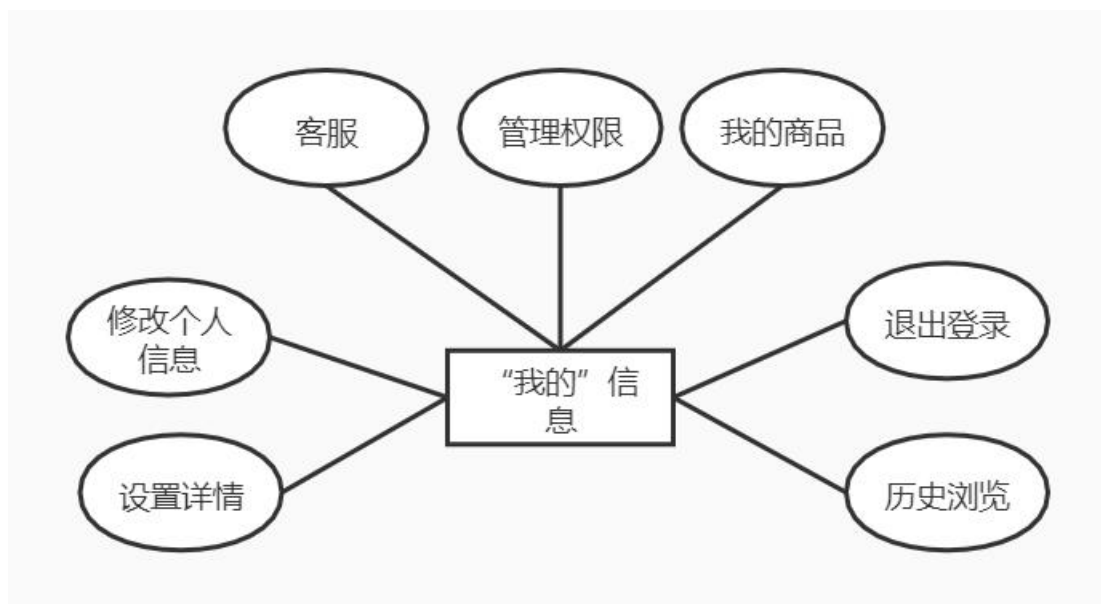 客服
管理权限
我的商品
修改个人
信息
退出登录
“我的”信
息
设置详情
历史浏览